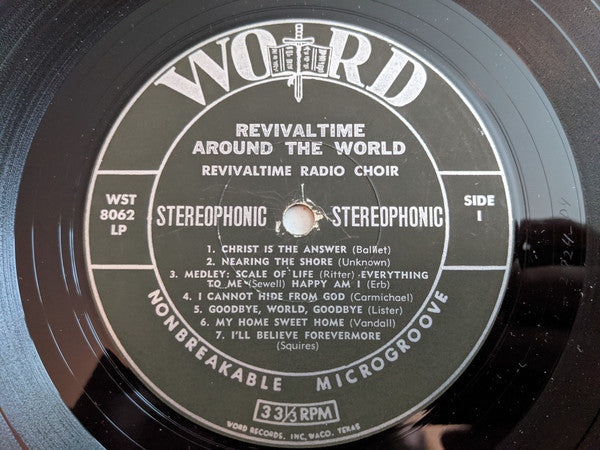 WORD
REVIVALTIME
AROUND THE WORLD
REVIVALTIME RADIO CHOIR
WST
8062
LP
SIDE
I
STEREOPHONIC STEREOPHONIC
1. CHRIST IS THE ANSWER
2. NEARING THE SHORE (Unknown)
3. MEDLEY: SCALE OF LIFE (Ritter) EVERYTHING
TO ME (Sewell) HAPPY AM I (Erb)
4. I CANNOT HIDE FROM GOD (Carmichael)
5. GOODBYE, WORLD, GOODBYE (Lister)
6. MY HOME SWEET HOME (Vandall)
7. I'LL BELIEVE FOREVERMORE
(Squires)
NONBREAKABLE MICROGROOVE
33⅓ RPM
WORD RECORDS, INC, WACO, TEXAS